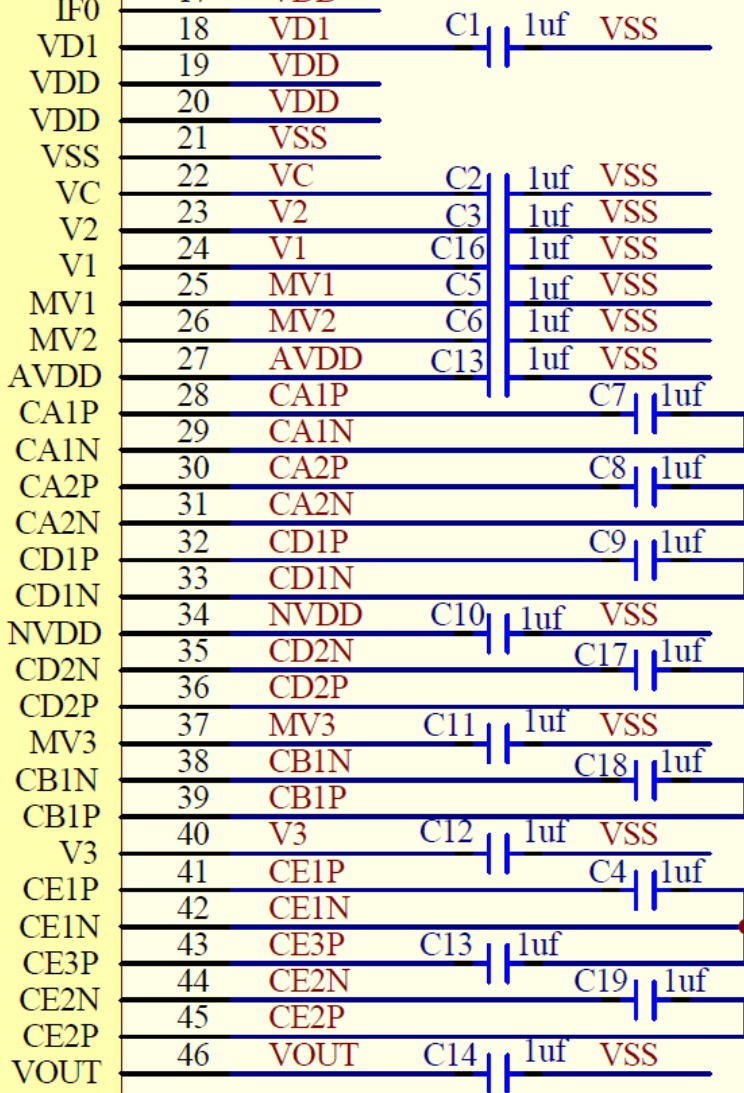 IF0 17 VDD
VD1 18 VD1 C1 1uf VSS
VDD 19 VDD
VDD 20 VDD
VSS 21 VSS
VC 22 VC C2 1uf VSS
V2 23 V2 C3 1uf VSS
V1 24 V1 C16 1uf VSS
MV1 25 MV1 C5 1uf VSS
MV2 26 MV2 C6 1uf VSS
AVDD 27 AVDD C13 1uf VSS
CA1P 28 CA1P C7 1uf
CA1N 29 CA1N
CA2P 30 CA2P C8 1uf
CA2N 31 CA2N
CD1P 32 CD1P C9 1uf
CD1N 33 CD1N
NVDD 34 NVDD C10 1uf VSS
CD2N 35 CD2N C17 1uf
CD2P 36 CD2P
MV3 37 MV3 C11 1uf VSS
CB1N 38 CB1N C18 1uf
CB1P 39 CB1P
V3 40 V3 C12 1uf VSS
CE1P 41 CE1P C4 1uf
CE1N 42 CE1N
CE3P 43 CE3P C13 1uf
CE2N 44 CE2N C19 1uf
CE2P 45 CE2P
VOUT 46 VOUT C14 1uf VSS